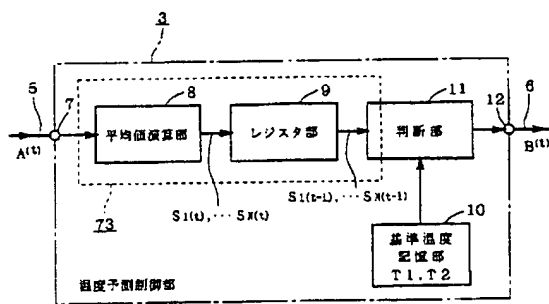 3
5
7
8
9
11
12
6
A(t)
平均値演算部
レジスタ部
判断部
B(t)
73
S1(t),…SN(t)
S1(t-1),…SN(t-1)
10
基準温度
記憶部
T1,T2
温度予測制御部